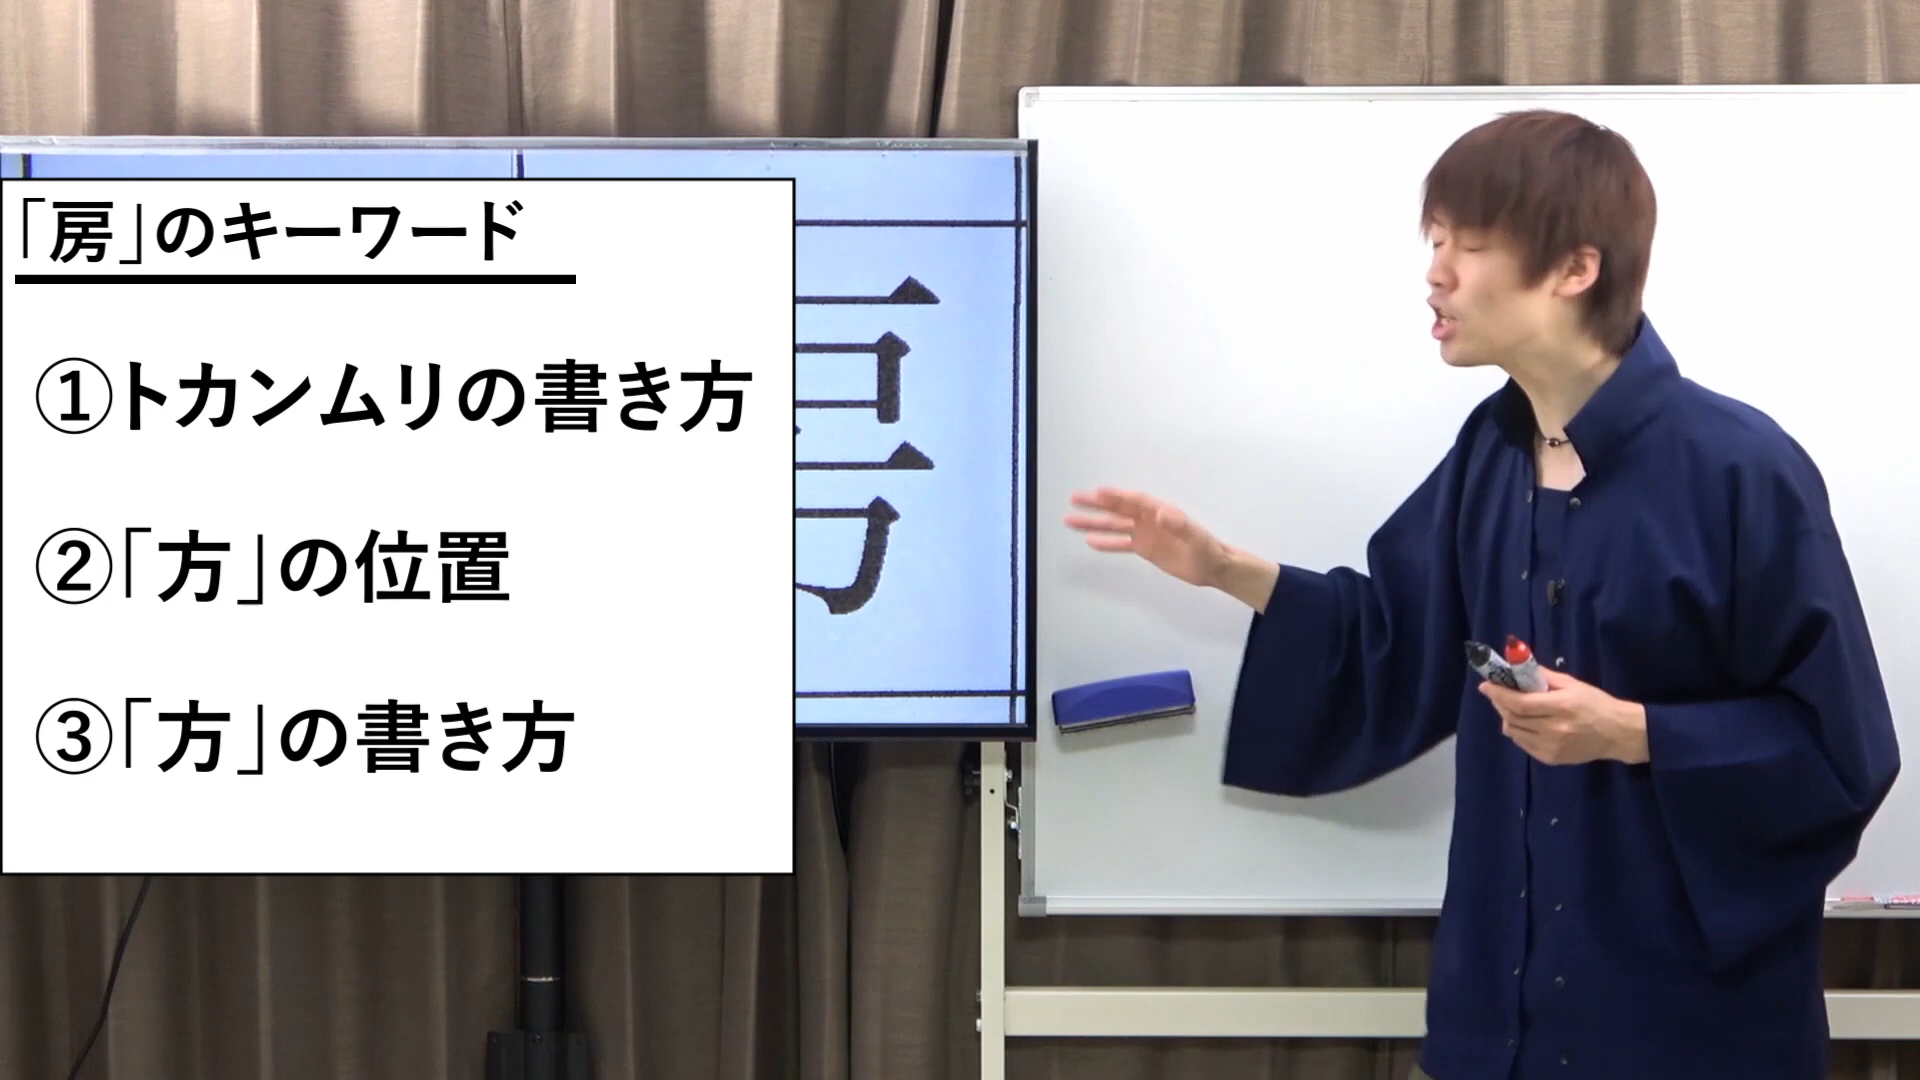 「房」のキーワード
①トカンムリの書き方
②「方」の位置
③「方」の書き方
房